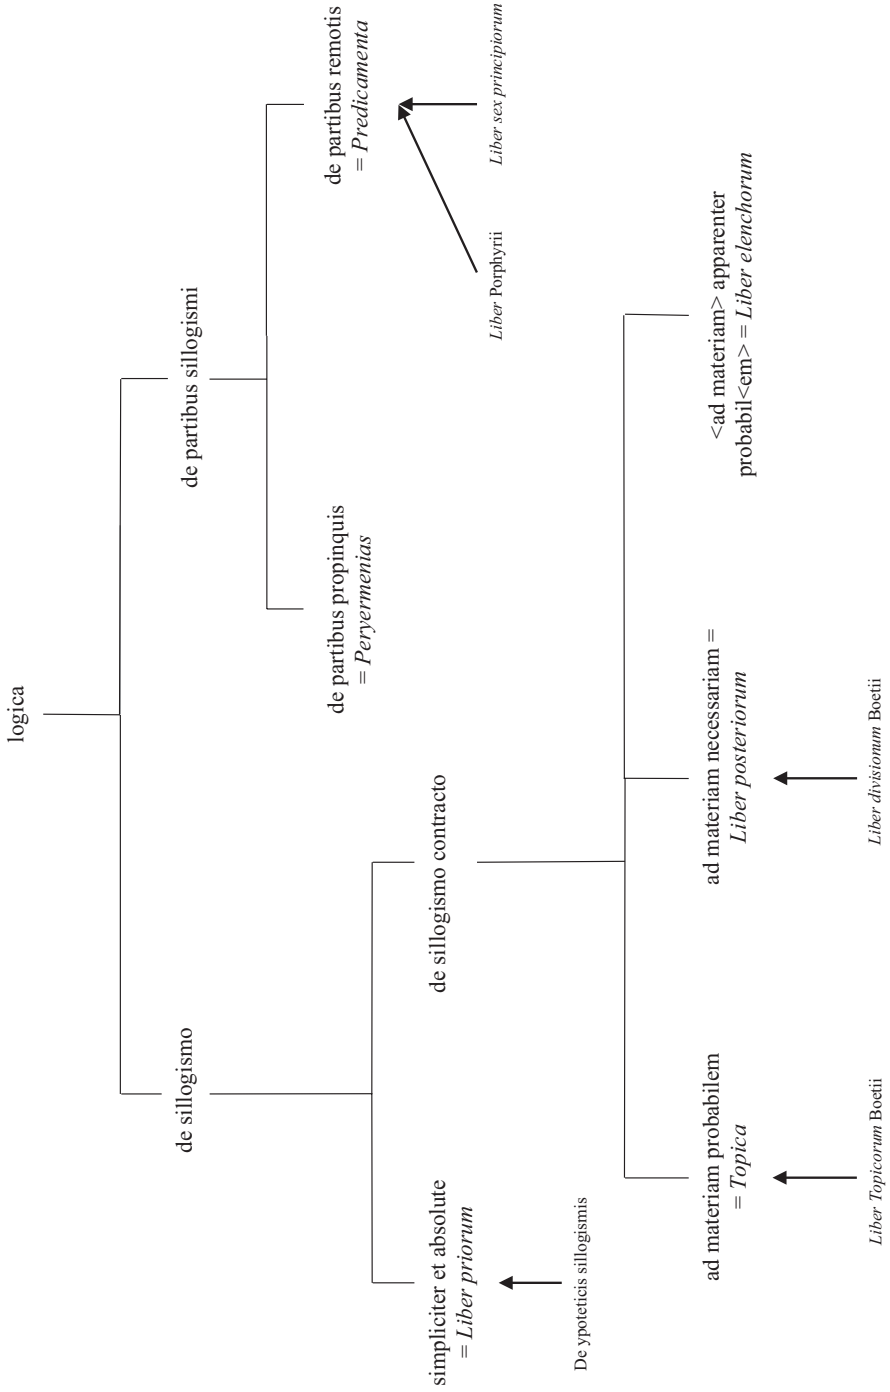 logica
de sillogismo
de partibus sillogismi
simpliciter et absolute
= Liber priorum
de sillogismo contracto
de partibus propinquis
= Peryermenias
de partibus remotis
= Predicamenta
De ypoteticis sillogismis
Liber Porphyrii
Liber sex principiorum
ad materiam probabilem
= Topica
ad materiam necessariam =
Liber posteriorum
<ad materiam> apparenter
probabil<em> = Liber elenchorum
Liber Topicorum Boetii
Liber divisionum Boetii